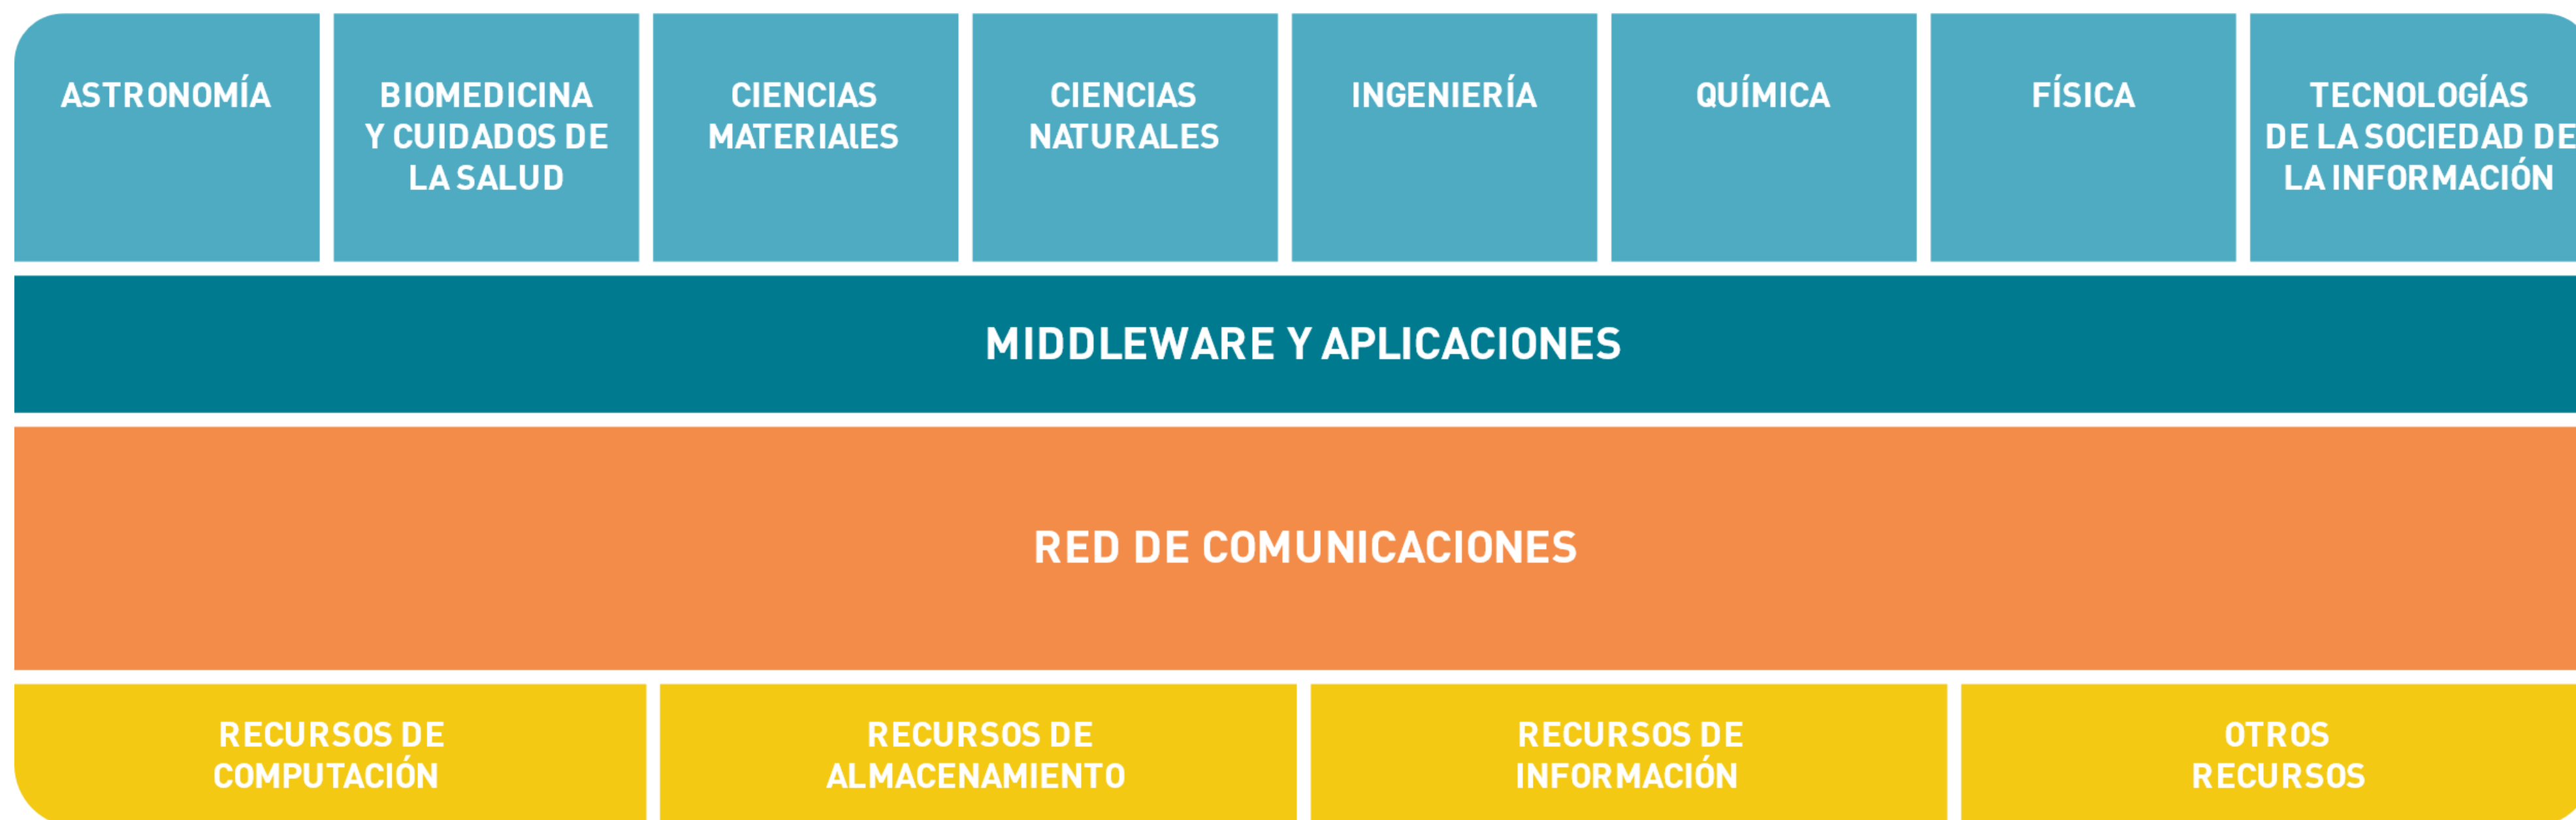 ASTRONOMÍA
BIOMEDICINA
Y CUIDADOS DE
LA SALUD
CIENCIAS
MATERIAlES
CIENCIAS
NATURALES
INGENIERÍA
QUÍMICA
FÍSICA
TECNOLOGÍAS
DE LA SOCIEDAD DE
LA INFORMACIÓN
MIDDLEWARE Y APLICACIONES
RED DE COMUNICACIONES
RECURSOS DE
COMPUTACIÓN
RECURSOS DE
ALMACENAMIENTO
RECURSOS DE
INFORMACIÓN
OTROS
RECURSOS